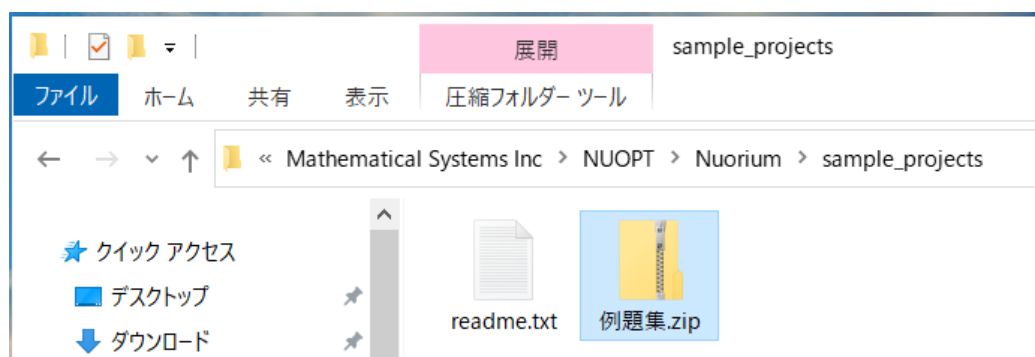 展開 sample_projects
ファイル ホーム 共有 表示 圧縮フォルダー ツール
« Mathematical Systems Inc > NUOPT > Nuorium > sample_projects
クイック アクセス
デスクトップ
ダウンロード
readme.txt 例題集.zip